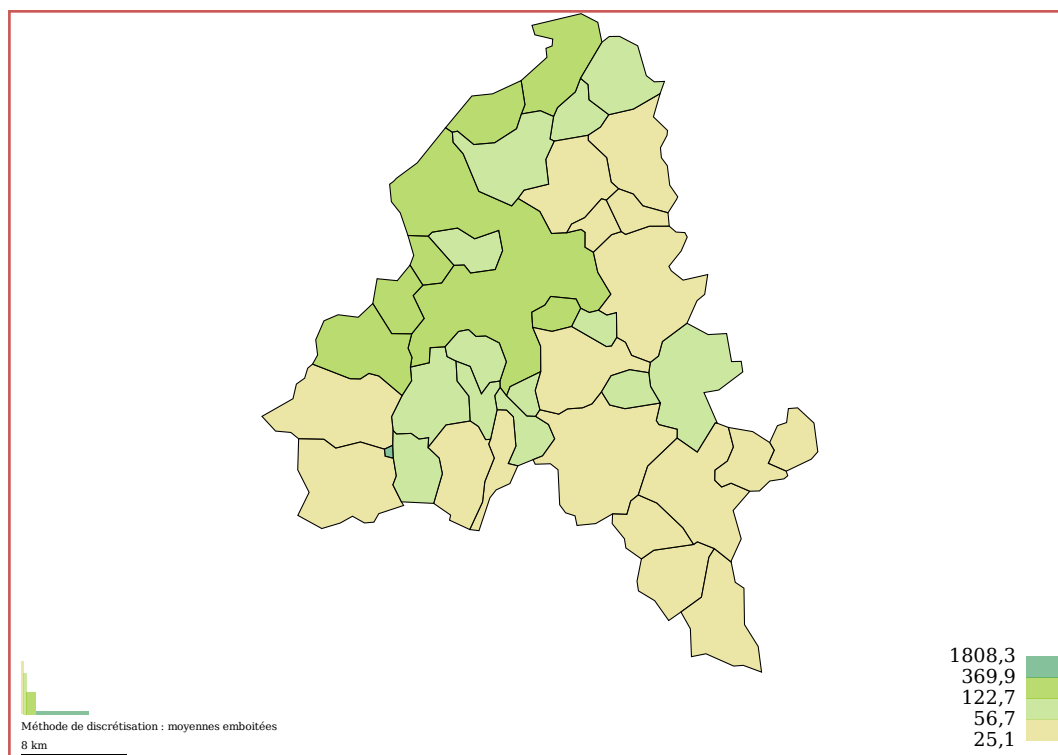 1808,3
369,9
122,7
56,7
25,1
Méthode de discrétisation : moyennes emboitées
8 km